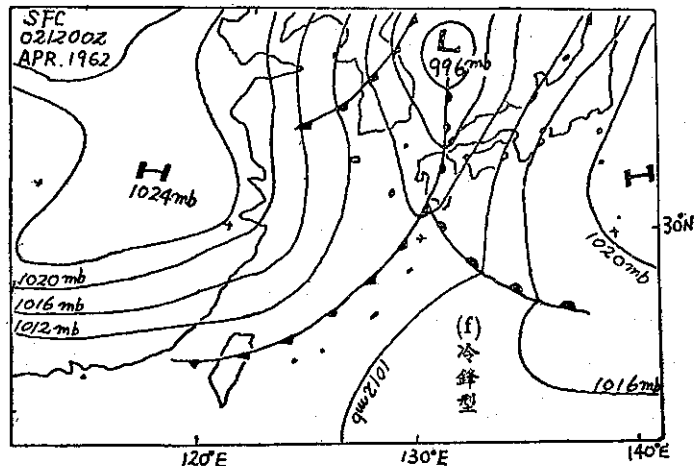 SFC
021200Z
APR. 1962
L
996mb
H
1024mb
H
30°N
1020mb
1020mb
1016mb
1012mb
(f)
冷鋒型
1012mb
1016mb
120°E
130°E
140°E